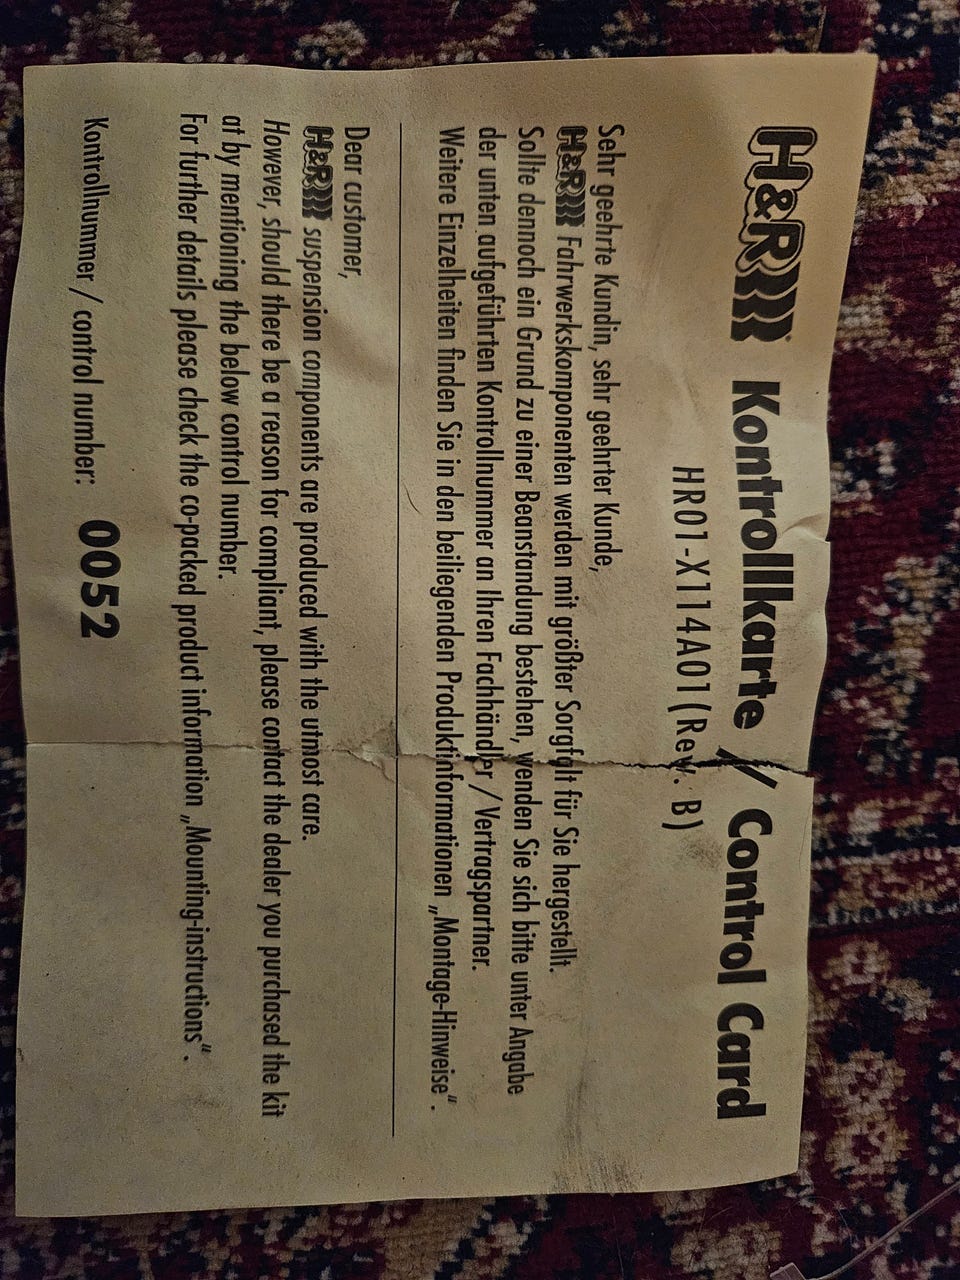 H&R Kontrollkarte / Control Card
HR01-X114A01(Rev. B)
Sehr geehrte Kundin, sehr geehrter Kunde,
H&R Fahrwerkskomponenten werden mit größter Sorgfalt für Sie hergestellt.
Sollte dennoch ein Grund zu einer Beanstandung bestehen, wenden Sie sich bitte unter Angabe
der unten aufgeführten Kontrollnummer an Ihren Fachhändler / Vertragspartner.
Weitere Einzelheiten finden Sie in den beiliegenden Produktinformationen „Montage-Hinweise“.
Dear customer,
H&R suspension components are produced with the utmost care.
However, should there be a reason for compliant, please contact the dealer you purchased the kit
at by mentioning the below control number.
For further details please check the co-packed product information „Mounting-instructions“.
Kontrollnummer / control number: 0052